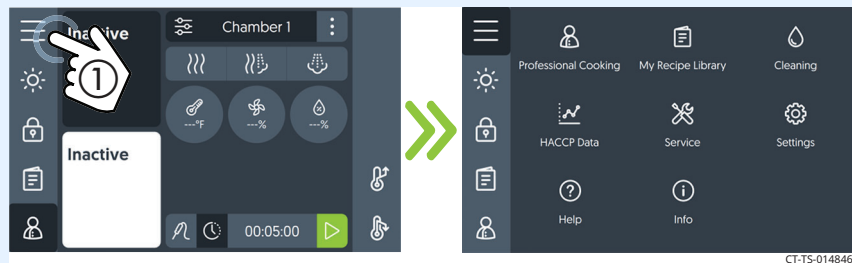 Inactive
Chamber 1
①
---°F
---%
---%
Inactive
00:05:00
Professional Cooking
My Recipe Library
Cleaning
HACCP Data
Service
Settings
Help
Info
CT-TS-014846